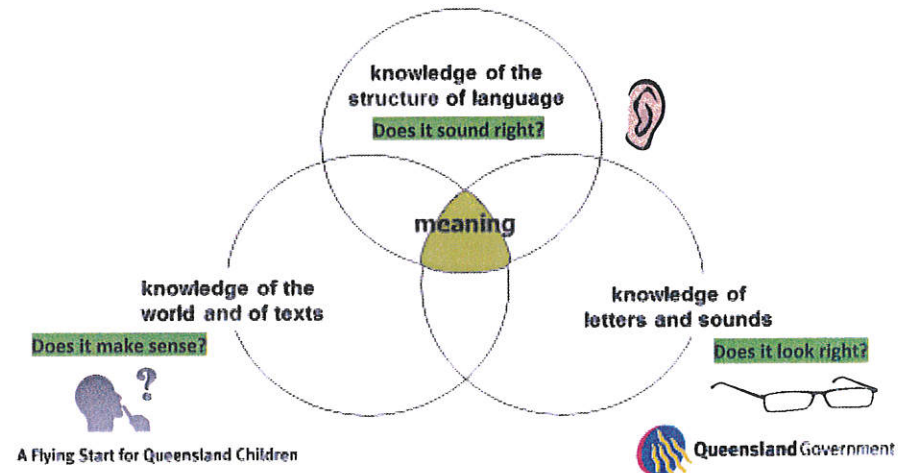 knowledge of the
structure of language
Does it sound right?
meaning
knowledge of the
world and of texts
Does it make sense?
?
knowledge of
letters and sounds
Does it look right?
A Flying Start for Queensland Children
Queensland Government